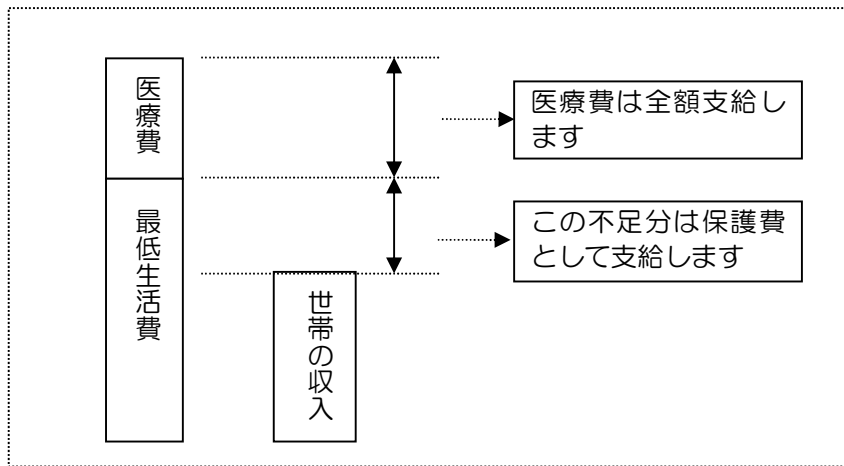 医療費
医療費は全額支給し
ます
最低生活費
この不足分は保護費
として支給します
世帯の収入